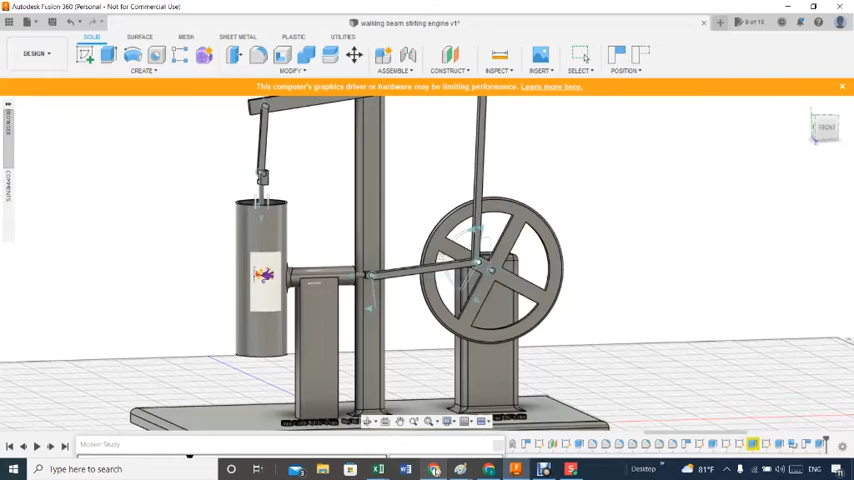 Autodesk Fusion 360 (Personal - Not for Commercial Use)
walking beam stirling engine v1*
9 of 10
SOLID SURFACE MESH SHEET METAL PLASTIC UTILITIES
DESIGN
CREATE MODIFY ASSEMBLE CONSTRUCT INSPECT INSERT SELECT POSITION
This computer's graphics driver or hardware may be limiting performance. Learn more here.
BROWSER
COMMENTS
FRONT
Motion Study
Type here to search
Desktop
81°F
ENG